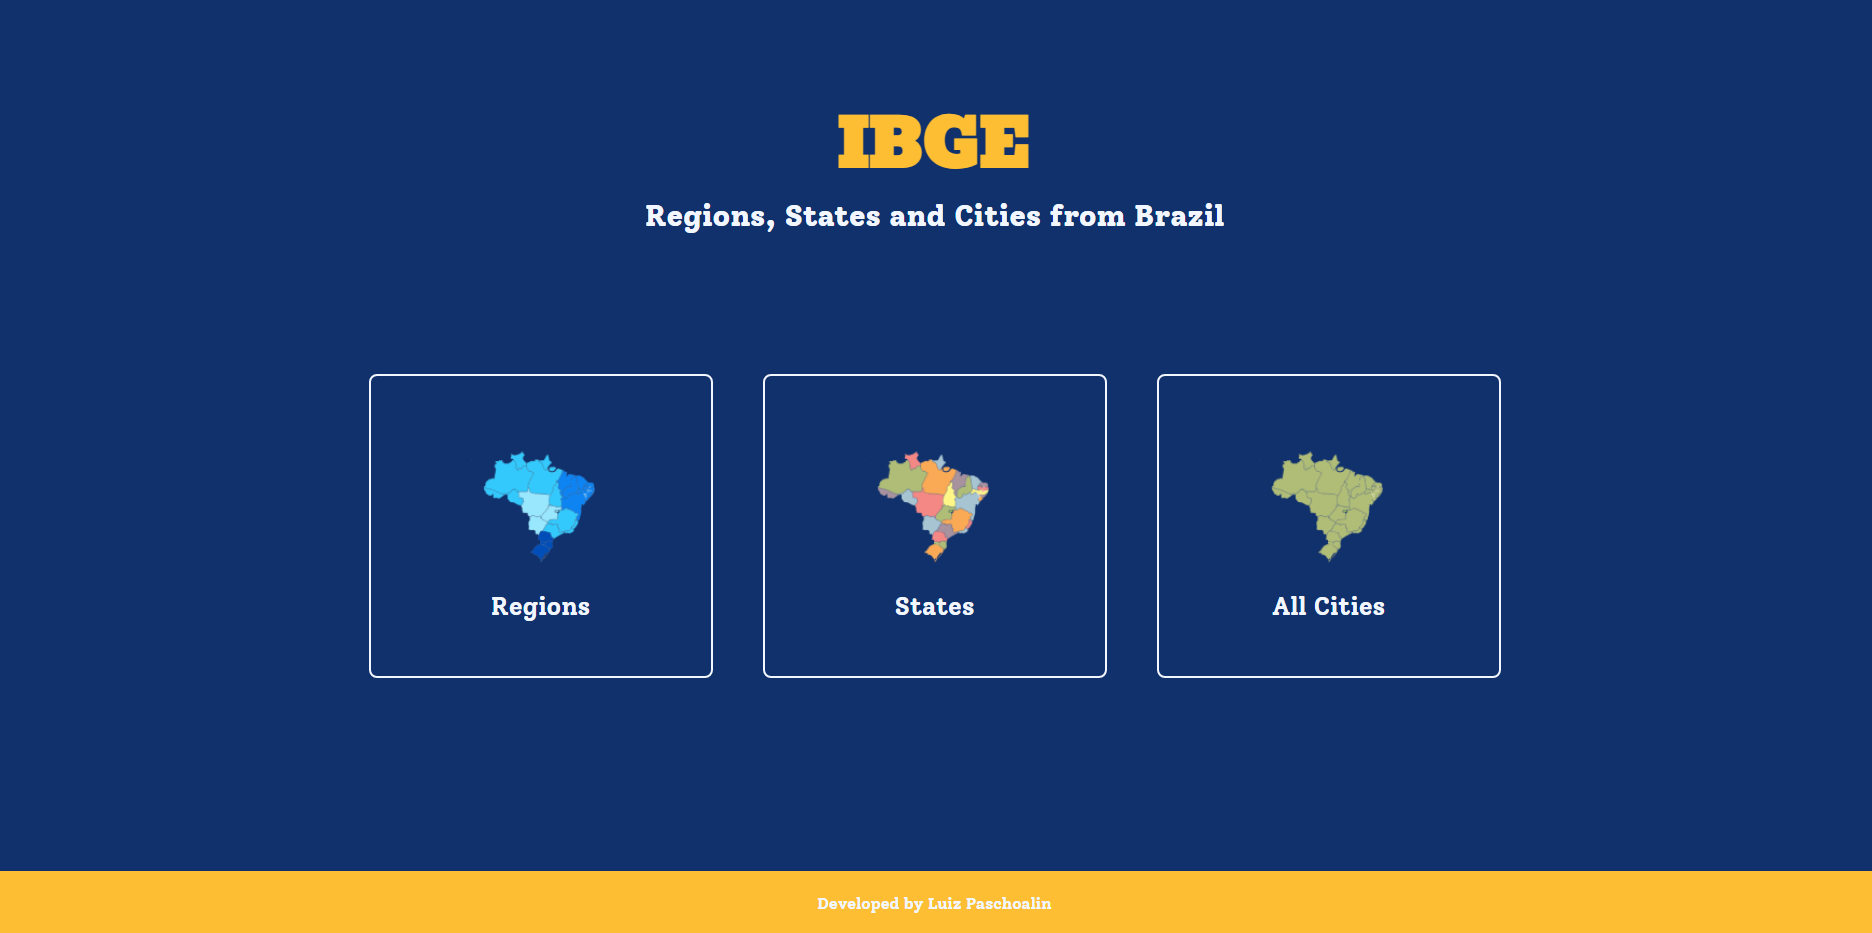 IBGE
Regions, States and Cities from Brazil
Regions
States
All Cities
Developed by Luiz Paschoalin